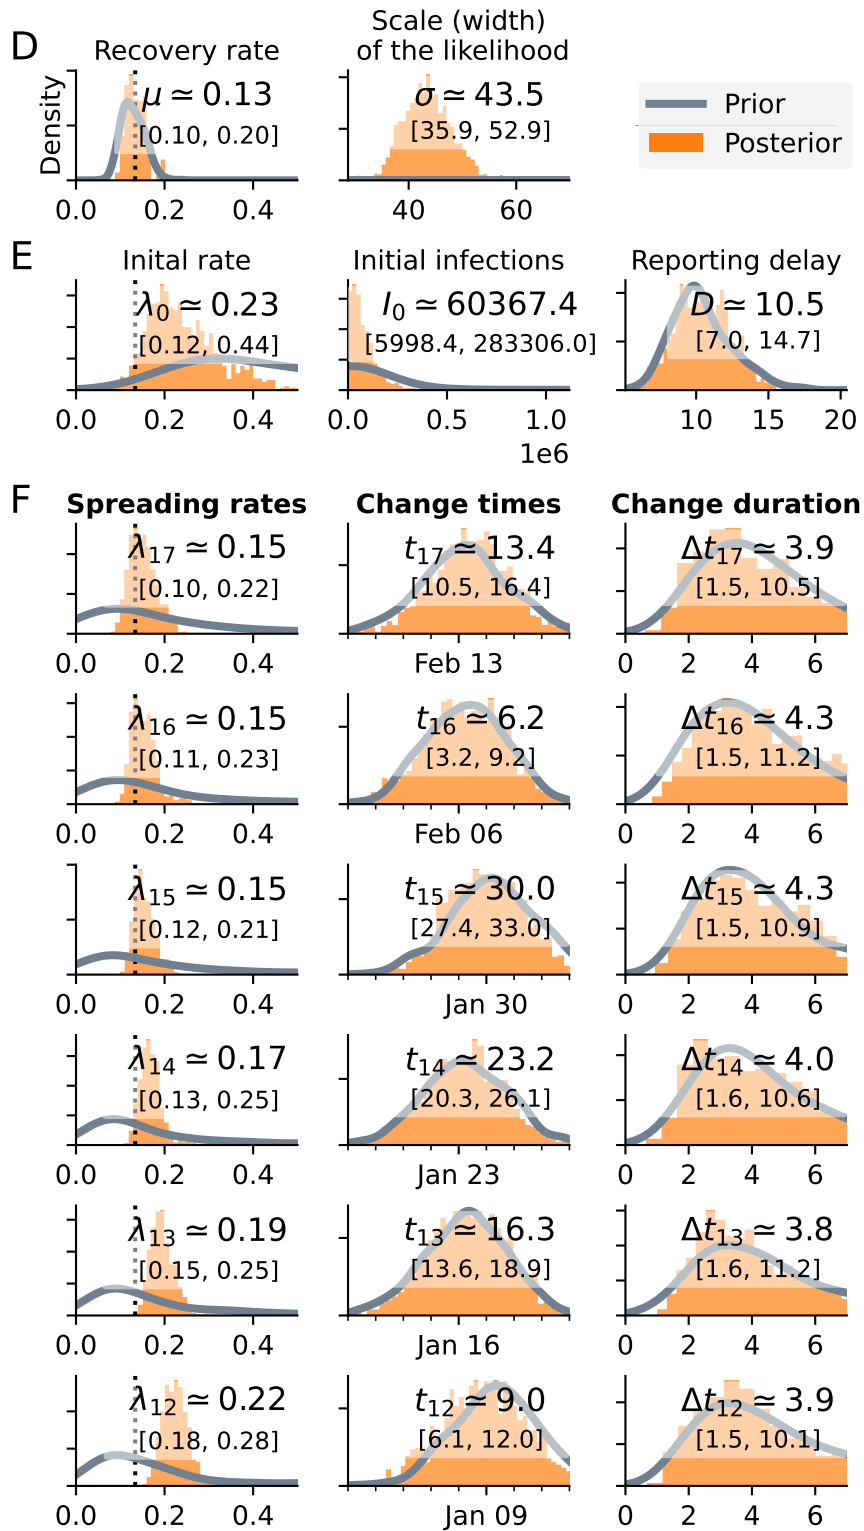 D
Recovery rate
Scale (width)
of the likelihood
Density
μ ≃ 0.13
[0.10, 0.20]
0.0 0.2 0.4
σ ≃ 43.5
[35.9, 52.9]
40 60
Prior
Posterior
E
Inital rate
λ0 ≃ 0.23
[0.12, 0.44]
0.0 0.2 0.4
Initial infections
I0 ≃ 60367.4
[5998.4, 283306.0]
0.0 0.5 1.0
1e6
Reporting delay
D ≃ 10.5
[7.0, 14.7]
10 15 20
F
Spreading rates
Change times
Change duration
λ17 ≃ 0.15
[0.10, 0.22]
0.0 0.2 0.4
t17 ≃ 13.4
[10.5, 16.4]
Feb 13
Δt17 ≃ 3.9
[1.5, 10.5]
0 2 4 6
λ16 ≃ 0.15
[0.11, 0.23]
0.0 0.2 0.4
t16 ≃ 6.2
[3.2, 9.2]
Feb 06
Δt16 ≃ 4.3
[1.5, 11.2]
0 2 4 6
λ15 ≃ 0.15
[0.12, 0.21]
0.0 0.2 0.4
t15 ≃ 30.0
[27.4, 33.0]
Jan 30
Δt15 ≃ 4.3
[1.5, 10.9]
0 2 4 6
λ14 ≃ 0.17
[0.13, 0.25]
0.0 0.2 0.4
t14 ≃ 23.2
[20.3, 26.1]
Jan 23
Δt14 ≃ 4.0
[1.6, 10.6]
0 2 4 6
λ13 ≃ 0.19
[0.15, 0.25]
0.0 0.2 0.4
t13 ≃ 16.3
[13.6, 18.9]
Jan 16
Δt13 ≃ 3.8
[1.6, 11.2]
0 2 4 6
λ12 ≃ 0.22
[0.18, 0.28]
0.0 0.2 0.4
t12 ≃ 9.0
[6.1, 12.0]
Jan 09
Δt12 ≃ 3.9
[1.5, 10.1]
0 2 4 6